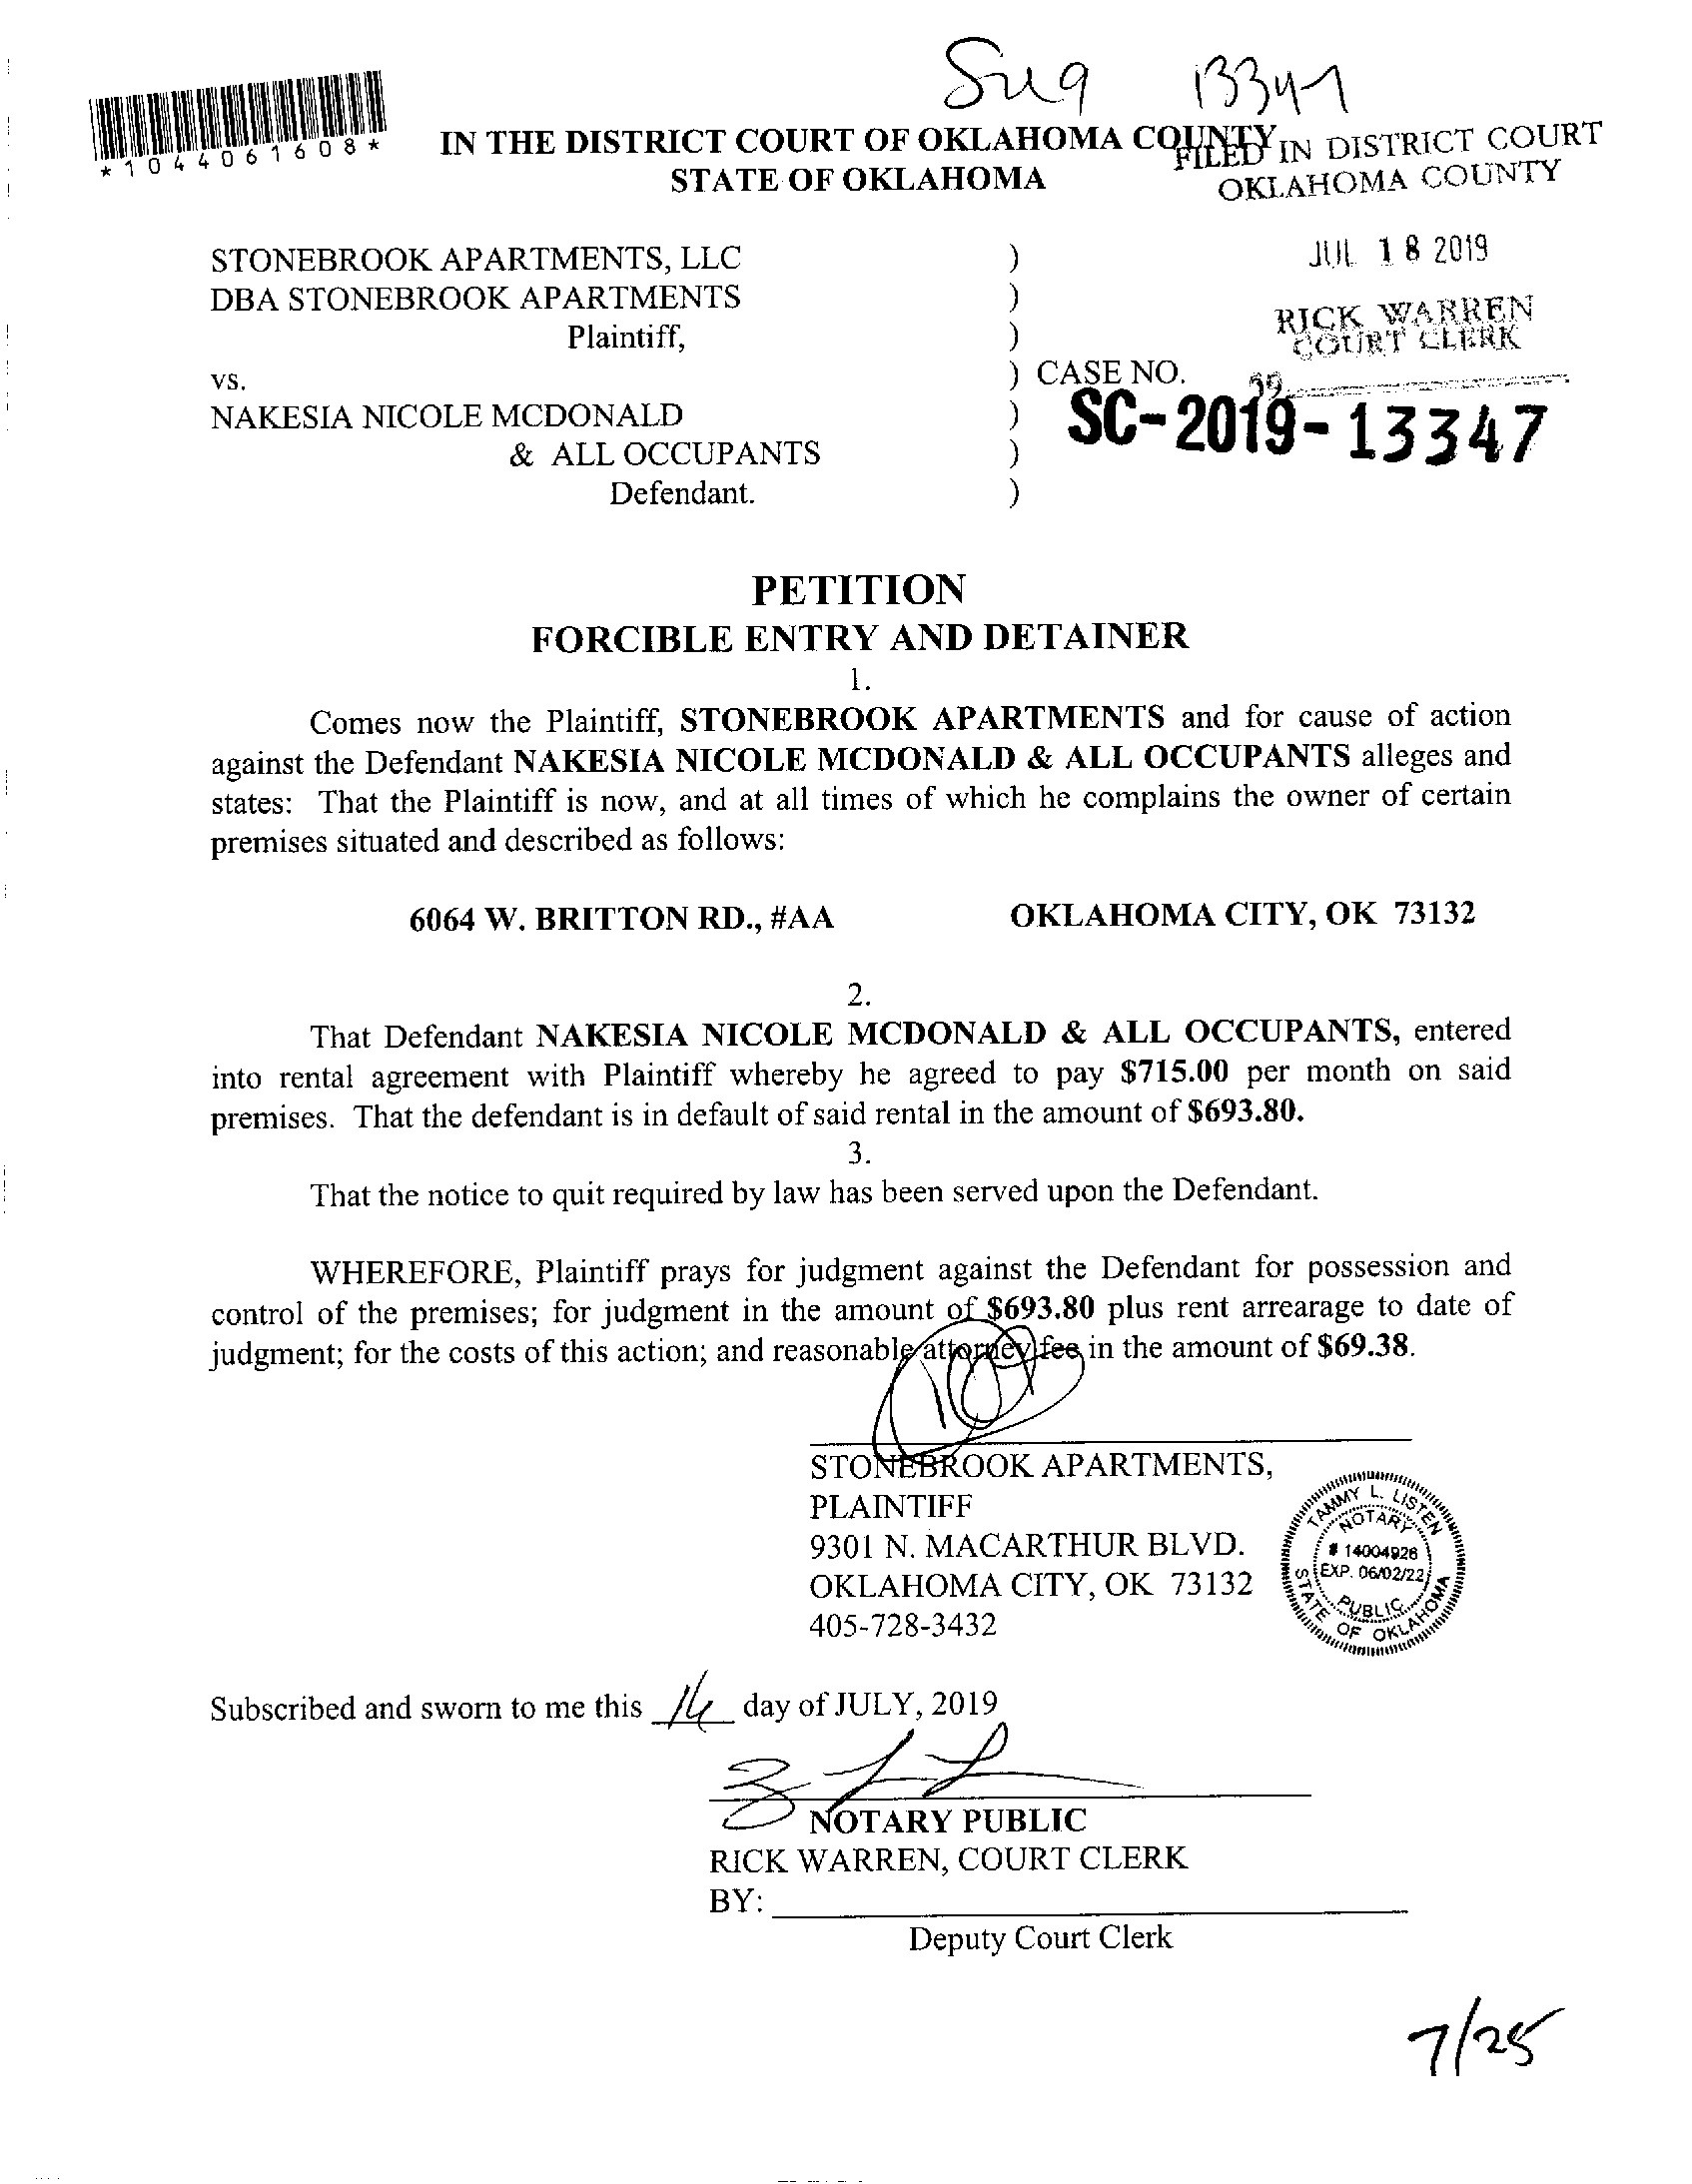 13347
*1044061608*
IN THE DISTRICT COURT OF OKLAHOMA COUNTY
STATE OF OKLAHOMA
FILED IN DISTRICT COURT
OKLAHOMA COUNTY
JUL 18 2019
RICK WARREN
COURT CLERK
39
STONEBROOK APARTMENTS, LLC )
DBA STONEBROOK APARTMENTS )
Plaintiff, )
vs. ) CASE NO.
SC-2019-13347
NAKESIA NICOLE MCDONALD )
& ALL OCCUPANTS )
Defendant. )
PETITION
FORCIBLE ENTRY AND DETAINER
1.
Comes now the Plaintiff, STONEBROOK APARTMENTS and for cause of action
against the Defendant NAKESIA NICOLE MCDONALD & ALL OCCUPANTS alleges and
states: That the Plaintiff is now, and at all times of which he complains the owner of certain
premises situated and described as follows:
6064 W. BRITTON RD., #AA OKLAHOMA CITY, OK 73132
2.
That Defendant NAKESIA NICOLE MCDONALD & ALL OCCUPANTS, entered
into rental agreement with Plaintiff whereby he agreed to pay $715.00 per month on said
premises. That the defendant is in default of said rental in the amount of $693.80.
3.
That the notice to quit required by law has been served upon the Defendant.
WHEREFORE, Plaintiff prays for judgment against the Defendant for possession and
control of the premises; for judgment in the amount of $693.80 plus rent arrearage to date of
judgment; for the costs of this action; and reasonable attorney fee in the amount of $69.38.
STONEBROOK APARTMENTS,
PLAINTIFF
9301 N. MACARTHUR BLVD.
OKLAHOMA CITY, OK 73132
405-728-3432
TAMMY L. LISTEN
NOTARY
# 14004926
EXP. 06/02/22
PUBLIC
STATE OF OKLAHOMA
Subscribed and sworn to me this day of JULY, 2019
NOTARY PUBLIC
RICK WARREN, COURT CLERK
BY:
Deputy Court Clerk
7/25